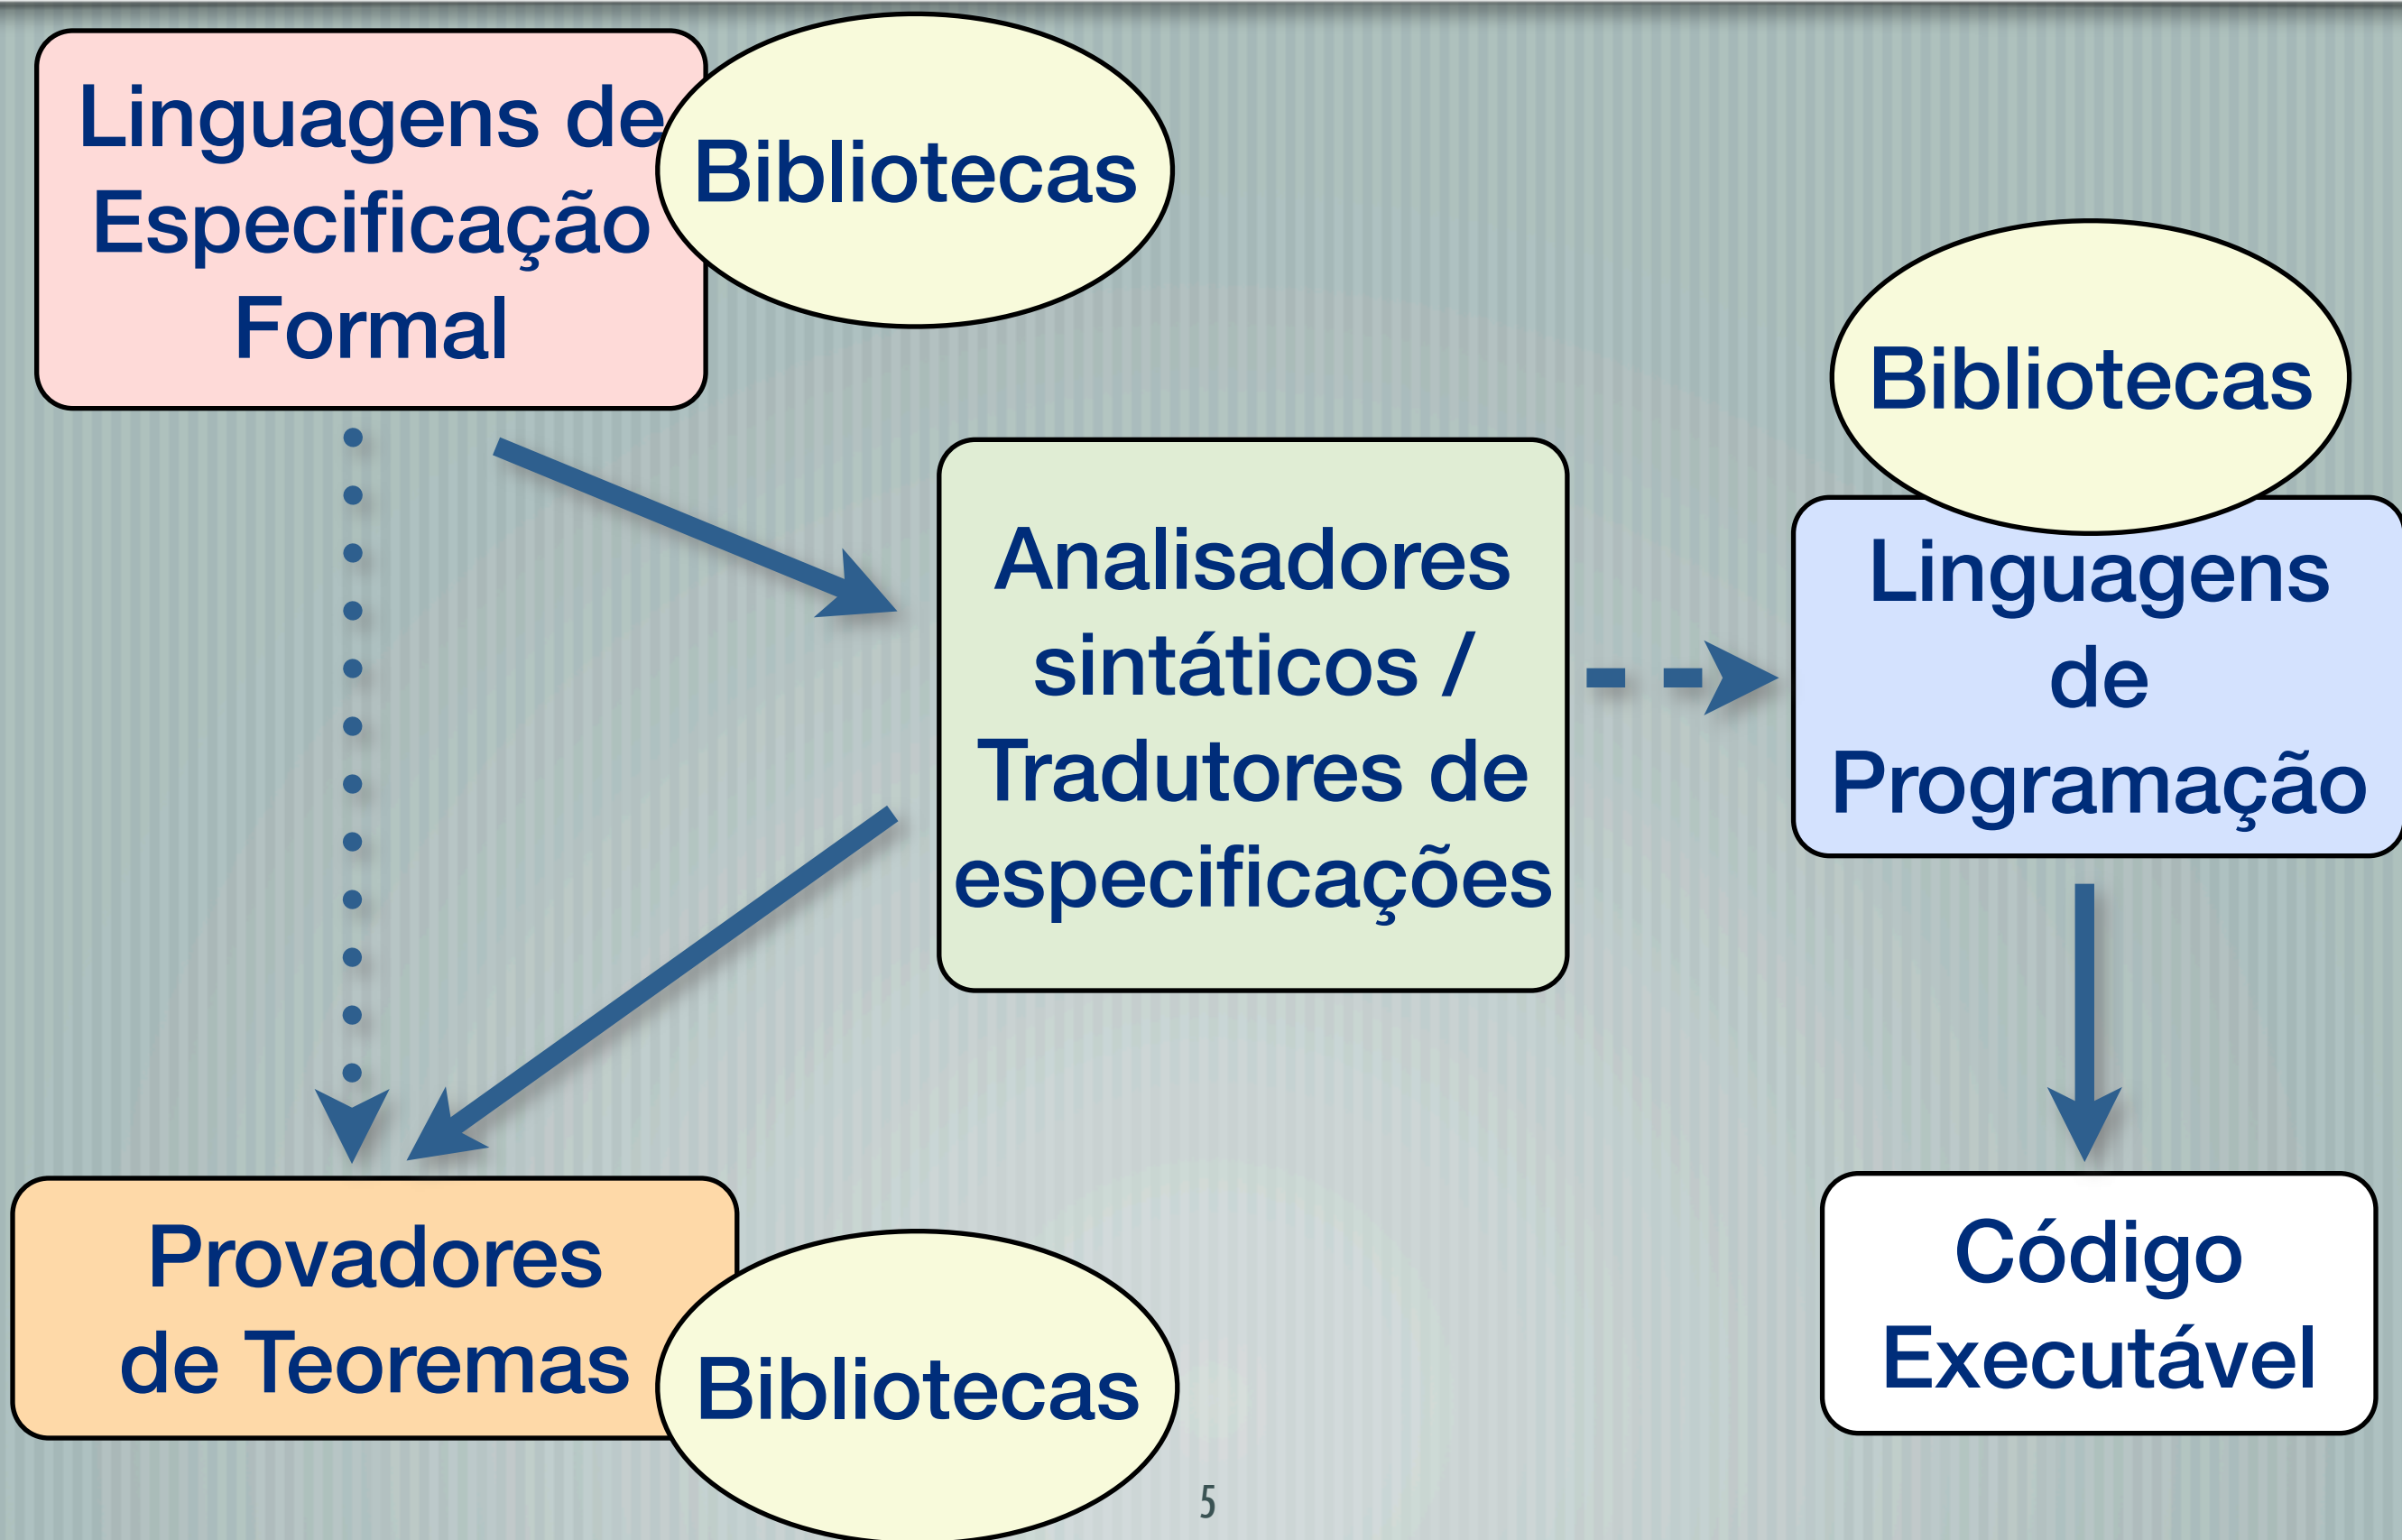 Linguagens de
Especificação
Formal
Bibliotecas
Bibliotecas
Analisadores
sintáticos /
Tradutores de
especificações
Linguagens
de
Programação
Provadores
de Teoremas
Bibliotecas
Código
Executável
5